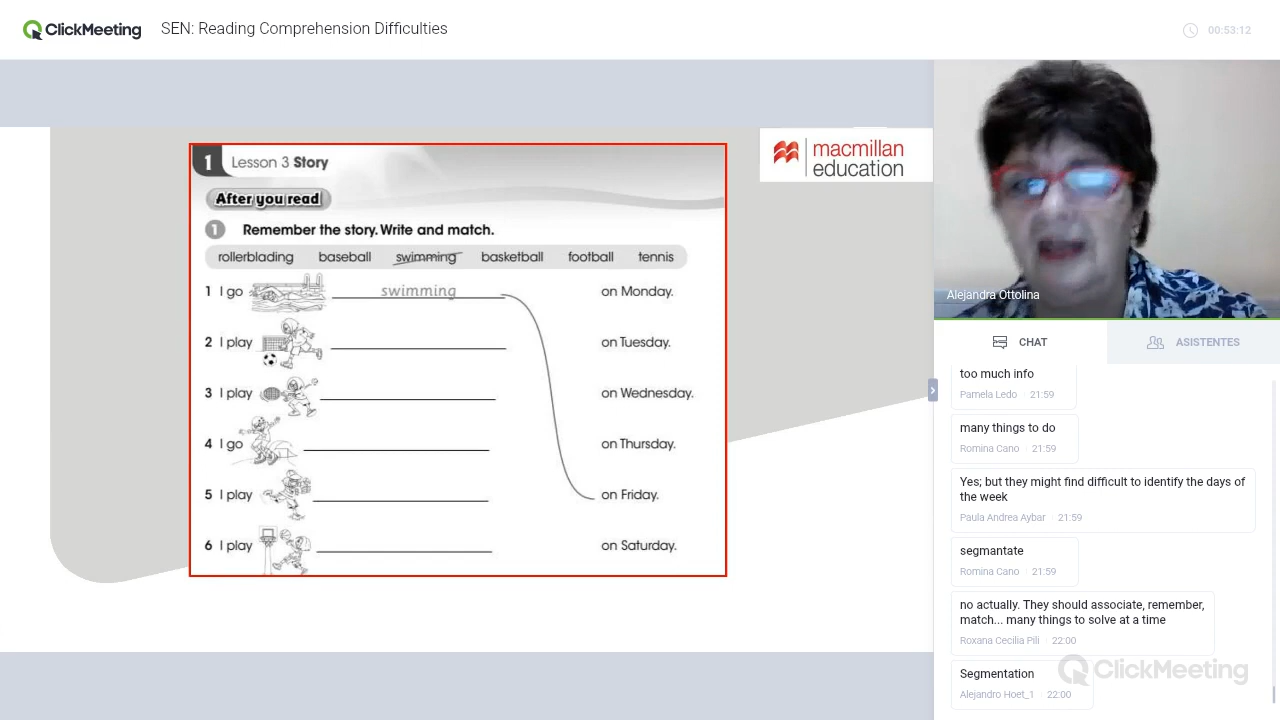 ClickMeeting
SEN: Reading Comprehension Difficulties
00:53:12
macmillan
education
1 Lesson 3 Story
After you read
1 Remember the story. Write and match.
rollerblading baseball swimming basketball football tennis
1 I go swimming on Monday.
2 I play on Tuesday.
3 I play on Wednesday.
4 I go on Thursday.
5 I play on Friday.
6 I play on Saturday.
Alejandra Ottolina
CHAT
ASISTENTES
too much info
Pamela Ledo 21:59
many things to do
Romina Cano 21:59
Yes; but they might find difficult to identify the days of
the week
Paula Andrea Aybar 21:59
segmantate
Romina Cano 21:59
no actually. They should associate, remember,
match... many things to solve at a time
Roxana Cecilia Pili 22:00
Segmentation
Alejandro Hoet_1 22:00
ClickMeeting